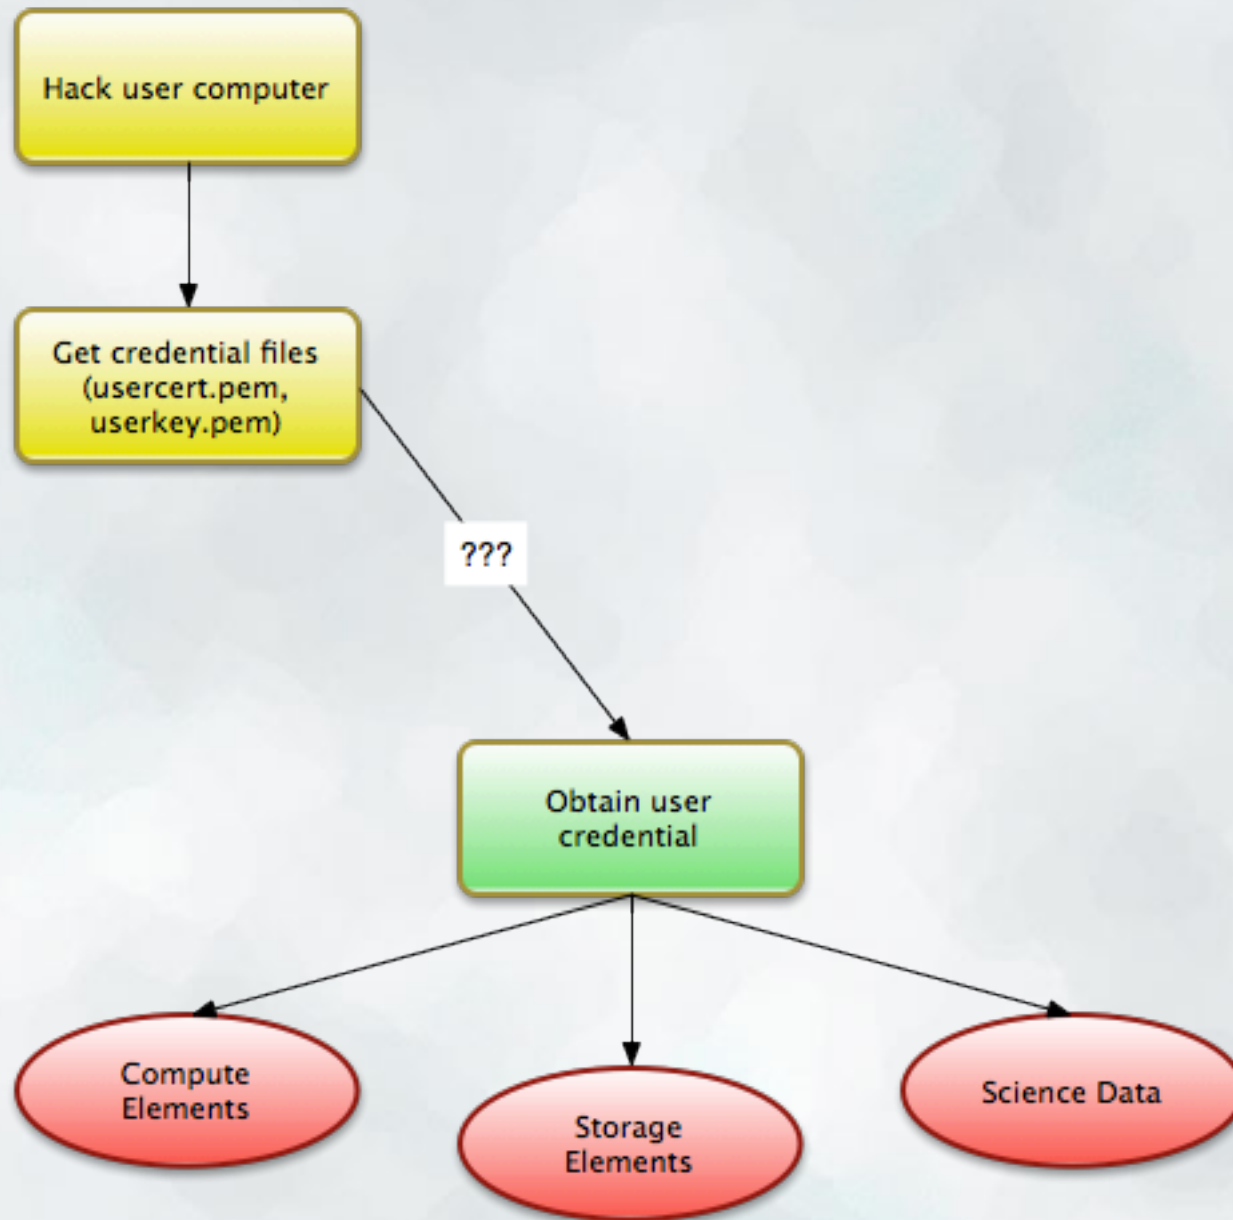 Hack user computer
Get credential files
(usercert.pem,
userkey.pem)
???
Obtain user
credential
Compute
Elements
Storage
Elements
Science Data